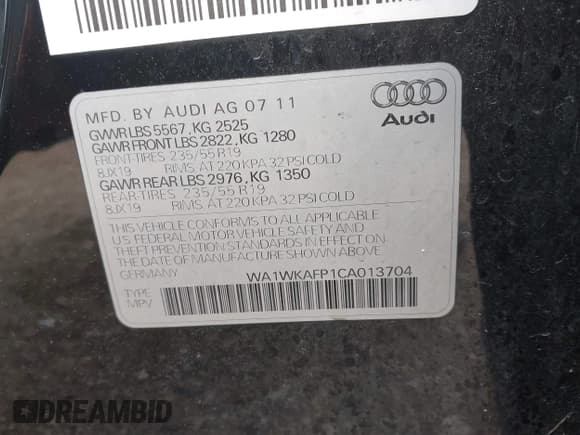 MFD. BY AUDI AG 07 11
GVWR LBS 5567, KG 2525
GAWR FRONT LBS 2822, KG 1280
FRONT-TIRES 235/55 R19
8JX19 RIMS AT 220 KPA 32 PSI COLD
GAWR REAR LBS 2976, KG 1350
REAR-TIRES 235/55 R19
8JX19 RIMS AT 220 KPA 32 PSI COLD
Audi
THIS VEHICLE CONFORMS TO ALL APPLICABLE
U.S. FEDERAL MOTOR VEHICLE SAFETY AND
THEFT PREVENTION STANDARDS IN EFFECT ON
THE DATE OF MANUFACTURE SHOWN ABOVE.
WA1WKAFP1CA013704
TYPE
MPV
DREAMBID